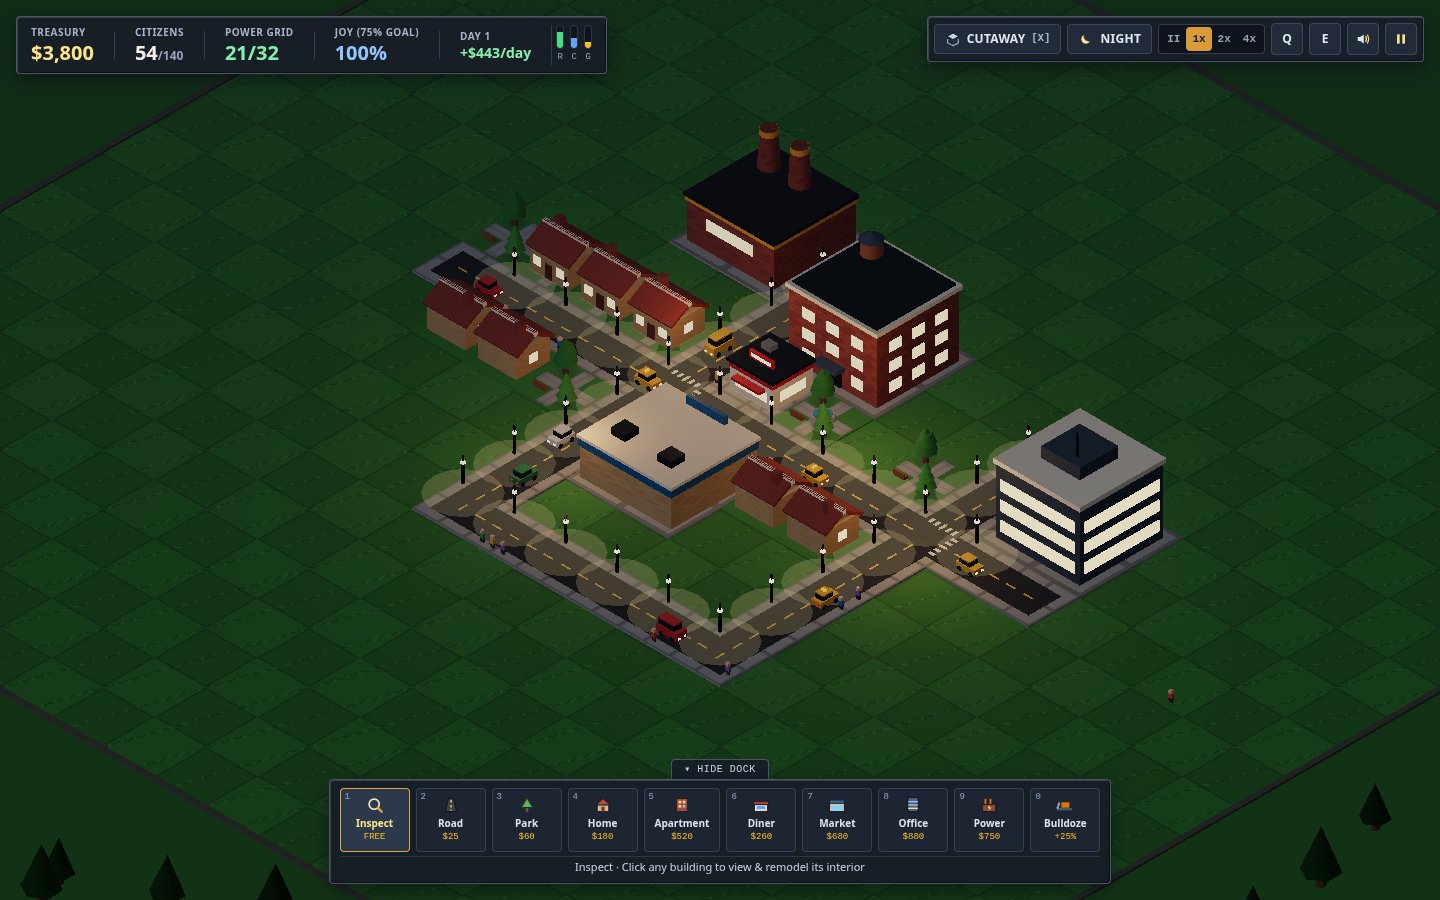 TREASURY
$3,800
CITIZENS
54/140
POWER GRID
21/32
JOY (75% GOAL)
100%
DAY 1
+$443/day
R C G
CUTAWAY [X]
NIGHT
II 1x 2x 4x
Q
E
▾ HIDE DOCK
1
Inspect
FREE
2
Road
$25
3
Park
$60
4
Home
$180
5
Apartment
$520
6
Diner
$260
7
Market
$680
8
Office
$880
9
Power
$750
0
Bulldoze
+25%
Inspect · Click any building to view & remodel its interior